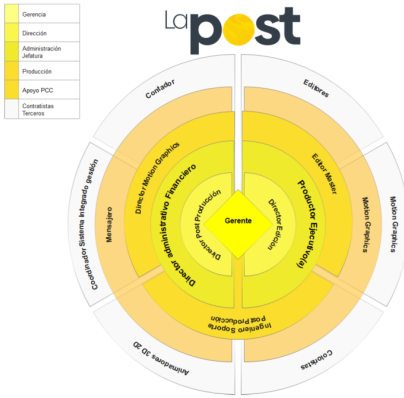 La
post
Gerencia
Dirección
Administración
Jefatura
Producción
Apoyo PCC
Contratistas
Terceros
Contador
Editores
Director Motion Graphics
Editor Master
Director administrativo Financiero
Productor Ejecutivo(a)
Director Post Producción
Gerente
Director Edición
Coordinador Sistema Integrado gestión
Mensajero
Motion Graphics
Motion Graphics
Ingeniero Soporte
Post Producción
Animadores 3D 2D
Coloristas